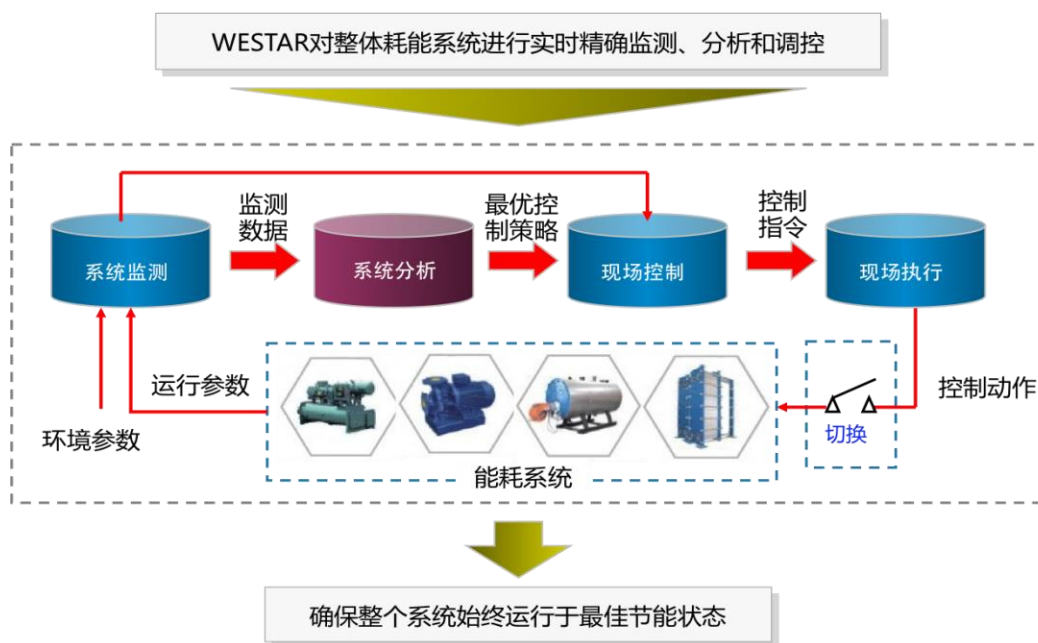 WESTAR对整体耗能系统进行实时精确监测、分析和调控
监测
数据
最优控
制策略
控制
指令
系统监测
系统分析
现场控制
现场执行
运行参数
环境参数
控制动作
切换
能耗系统
确保整个系统始终运行于最佳节能状态